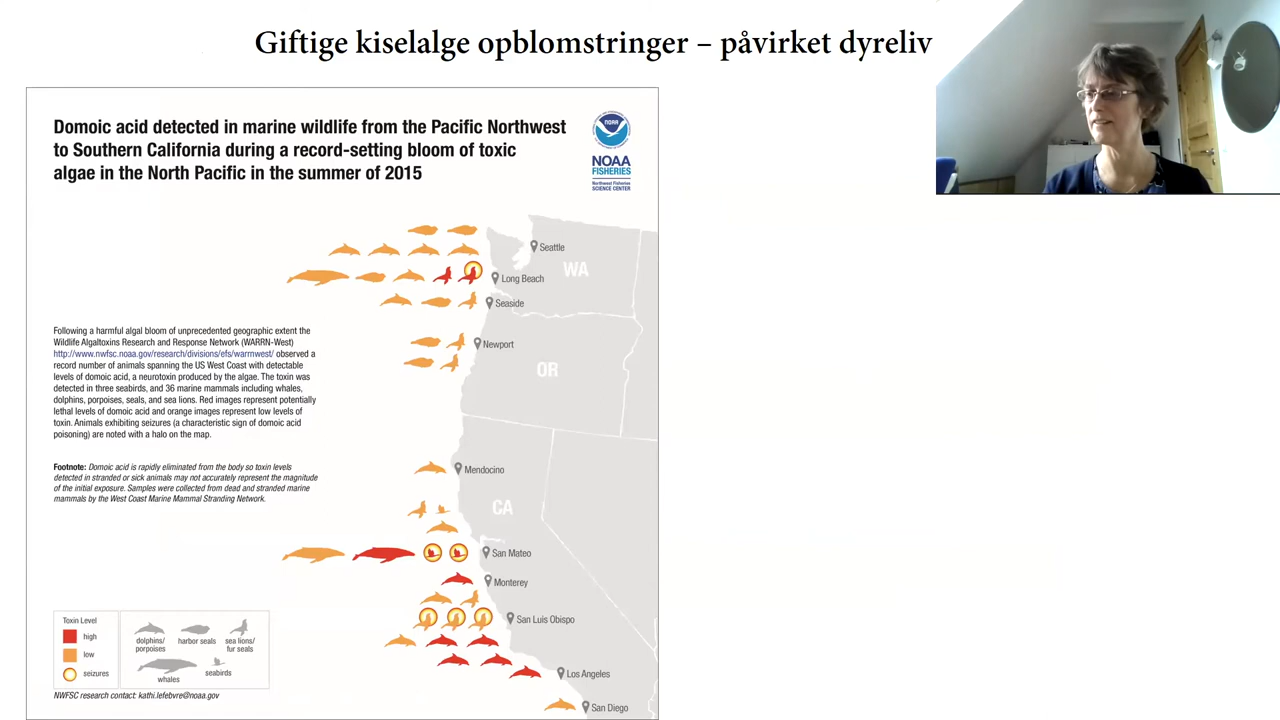 Giftige kiselalge opblomstringer – påvirket dyreliv
Domoic acid detected in marine wildlife from the Pacific Northwest
to Southern California during a record-setting bloom of toxic
algae in the North Pacific in the summer of 2015
NOAA
NOAA
FISHERIES
Northwest Fisheries
SCIENCE CENTER
Seattle
WA
Long Beach
Seaside
Newport
OR
Following a harmful algal bloom of unprecedented geographic extent the
Wildlife Algaltoxins Research and Response Network (WARRN-West)
http://www.nwfsc.noaa.gov/research/divisions/efs/warrnwest/ observed a
record number of animals spanning the US West Coast with detectable
levels of domoic acid, a neurotoxin produced by the algae. The toxin was
detected in three seabirds, and 36 marine mammals including whales,
dolphins, porpoises, seals, and sea lions. Red images represent potentially
lethal levels of domoic acid and orange images represent low levels of
toxin. Animals exhibiting seizures (a characteristic sign of domoic acid
poisoning) are noted with a halo on the map.
Footnote: Domoic acid is rapidly eliminated from the body so toxin levels
detected in stranded or sick animals may not accurately represent the magnitude
of the initial exposure. Samples were collected from dead and stranded marine
mammals by the West Coast Marine Mammal Stranding Network.
Mendocino
CA
San Mateo
Monterey
San Luis Obispo
Los Angeles
San Diego
Toxin Level
high
low
seizures
dolphins/
porpoises
harbor seals
sea lions/
fur seals
whales
seabirds
NWFSC research contact: kathi.lefebvre@noaa.gov